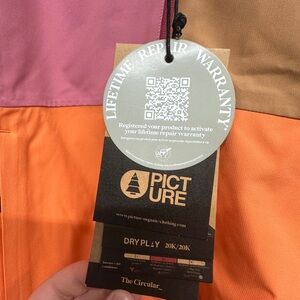 LIFETIME REPAIR WARRANTY
Registered your product to activate
your lifetime repair warranty
PICT
URE
www.picture-organic-clothing.com
DRYPLAY 20K/20K
The Circular_